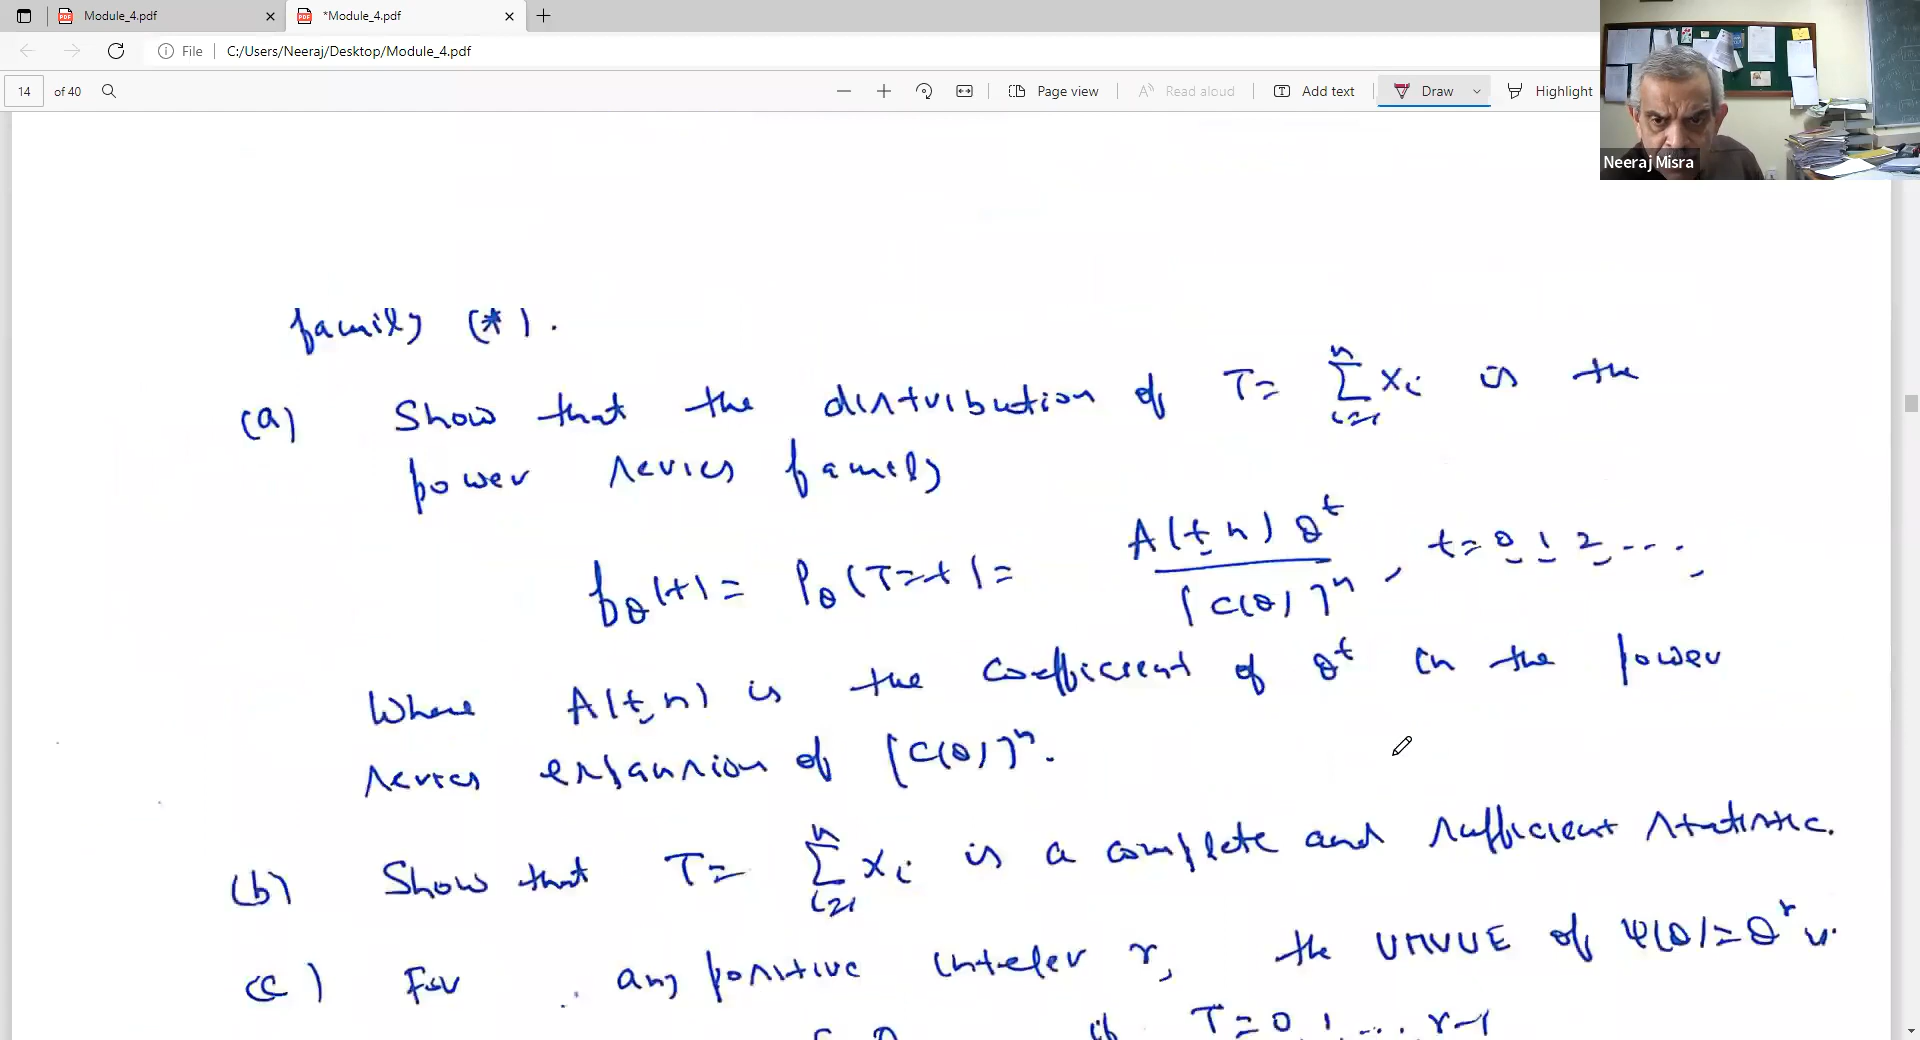 Module_4.pdf
*Module_4.pdf
File
C:/Users/Neeraj/Desktop/Module_4.pdf
14 of 40
Page view
Read aloud
Add text
Draw
Highlight
Neeraj Misra
family (*).
(a) Show that the distribution of T = \sum_{i=1}^{n} X_i is the
power series family
f_θ(t) = P_θ(T=t) = A(t,n) θ^t / [C(θ)]^n, t=0,1,2,...,
Where A(t,n) is the coefficient of θ^t in the power
series expansion of [C(θ)]^n.
(b) Show that T = \sum_{i=1}^{n} X_i is a complete and sufficient statistic.
(c) For any positive integer r, the UMVUE of Ψ(θ)=θ^r is
0 if T=0,1,...,r-1